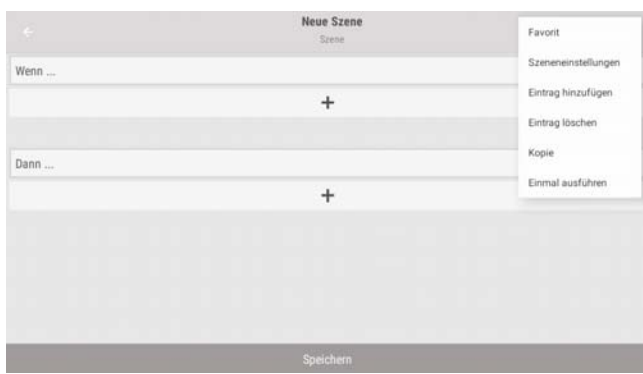 Neue Szene
Szene
Wenn ...
+
Dann ...
+
Favorit
Szeneneinstellungen
Eintrag hinzufügen
Eintrag löschen
Kopie
Einmal ausführen
Speichern